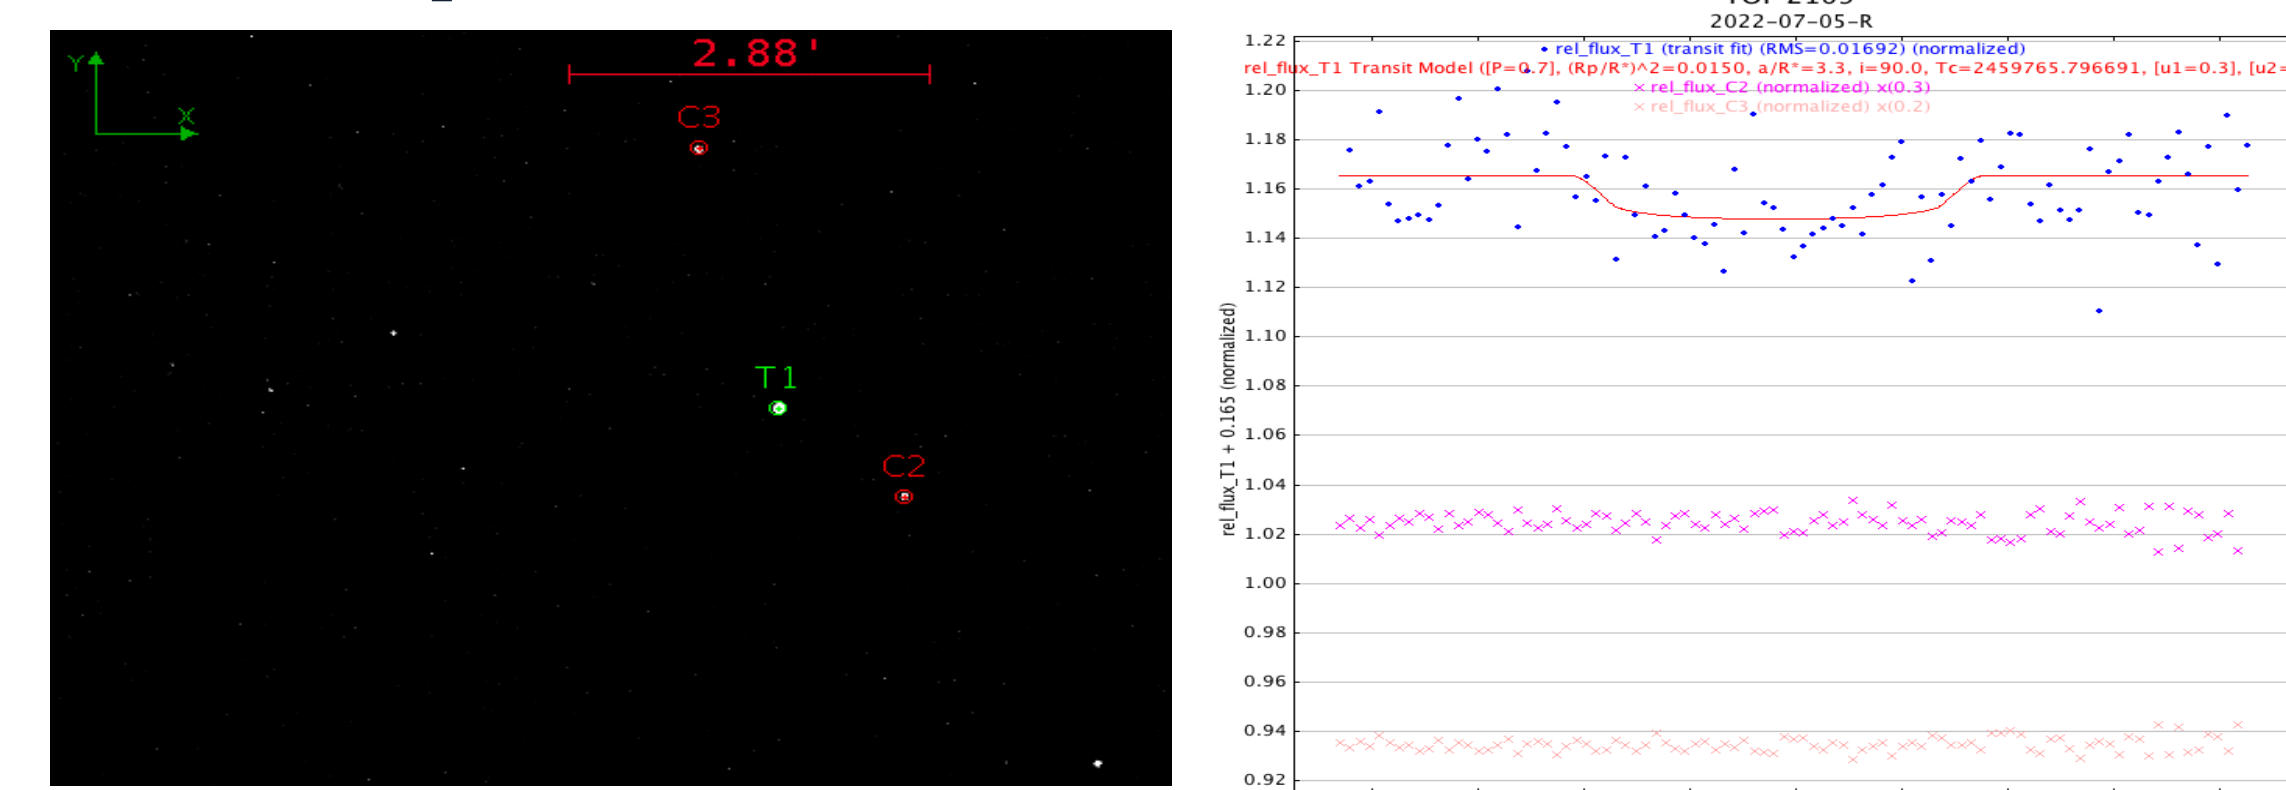 2.88'
Y
X
C3
T1
C2
2022-07-05-R
rel_flux_T1 (transit fit) (RMS=0.01692) (normalized)
rel_flux_T1 Transit Model ([P=0.7], (Rp/R*)^2=0.0150, a/R*=3.3, i=90.0, Tc=2459765.796691, [u1=0.3], [u2=
rel_flux_C2 (normalized) x(0.3)
rel_flux_C3 (normalized) x(0.2)
rel_flux_T1 + 0.165 (normalized)
1.22
1.20
1.18
1.16
1.14
1.12
1.10
1.08
1.06
1.04
1.02
1.00
0.98
0.96
0.94
0.92